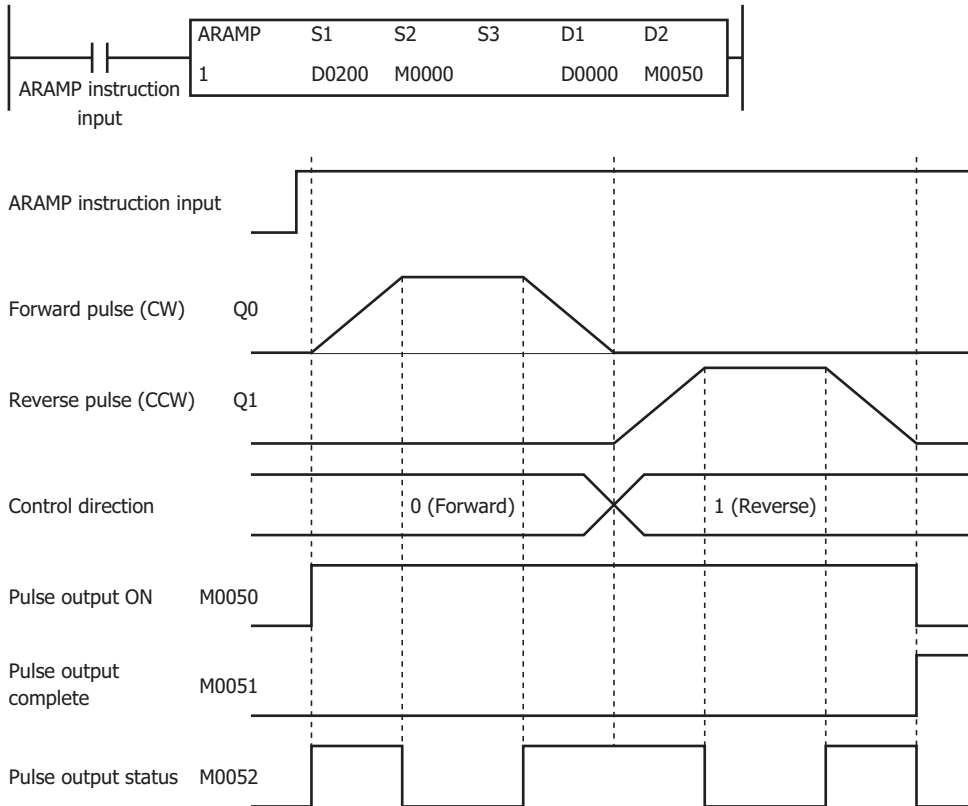 ARAMP S1 S2 S3 D1 D2
1 D0200 M0000 D0000 M0050
ARAMP instruction
input
ARAMP instruction input
Forward pulse (CW) Q0
Reverse pulse (CCW) Q1
Control direction 0 (Forward) 1 (Reverse)
Pulse output ON M0050
Pulse output
complete M0051
Pulse output status M0052